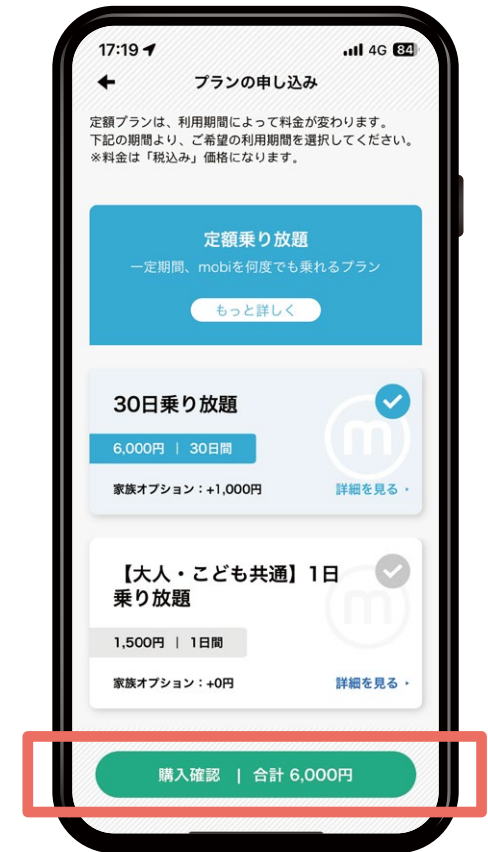 17:19 4G 84
プランの申し込み
定額プランは、利用期間によって料金が変わります。
下記の期間より、ご希望の利用期間を選択してください。
※料金は「税込み」価格になります。
定額乗り放題
一定期間、mobiを何度でも乗れるプラン
もっと詳しく
30日乗り放題
m
6,000円 | 30日間
家族オプション：+1,000円 詳細を見る
【大人・こども共通】1日
乗り放題
m
1,500円 | 1日間
家族オプション：+0円 詳細を見る
購入確認 | 合計 6,000円